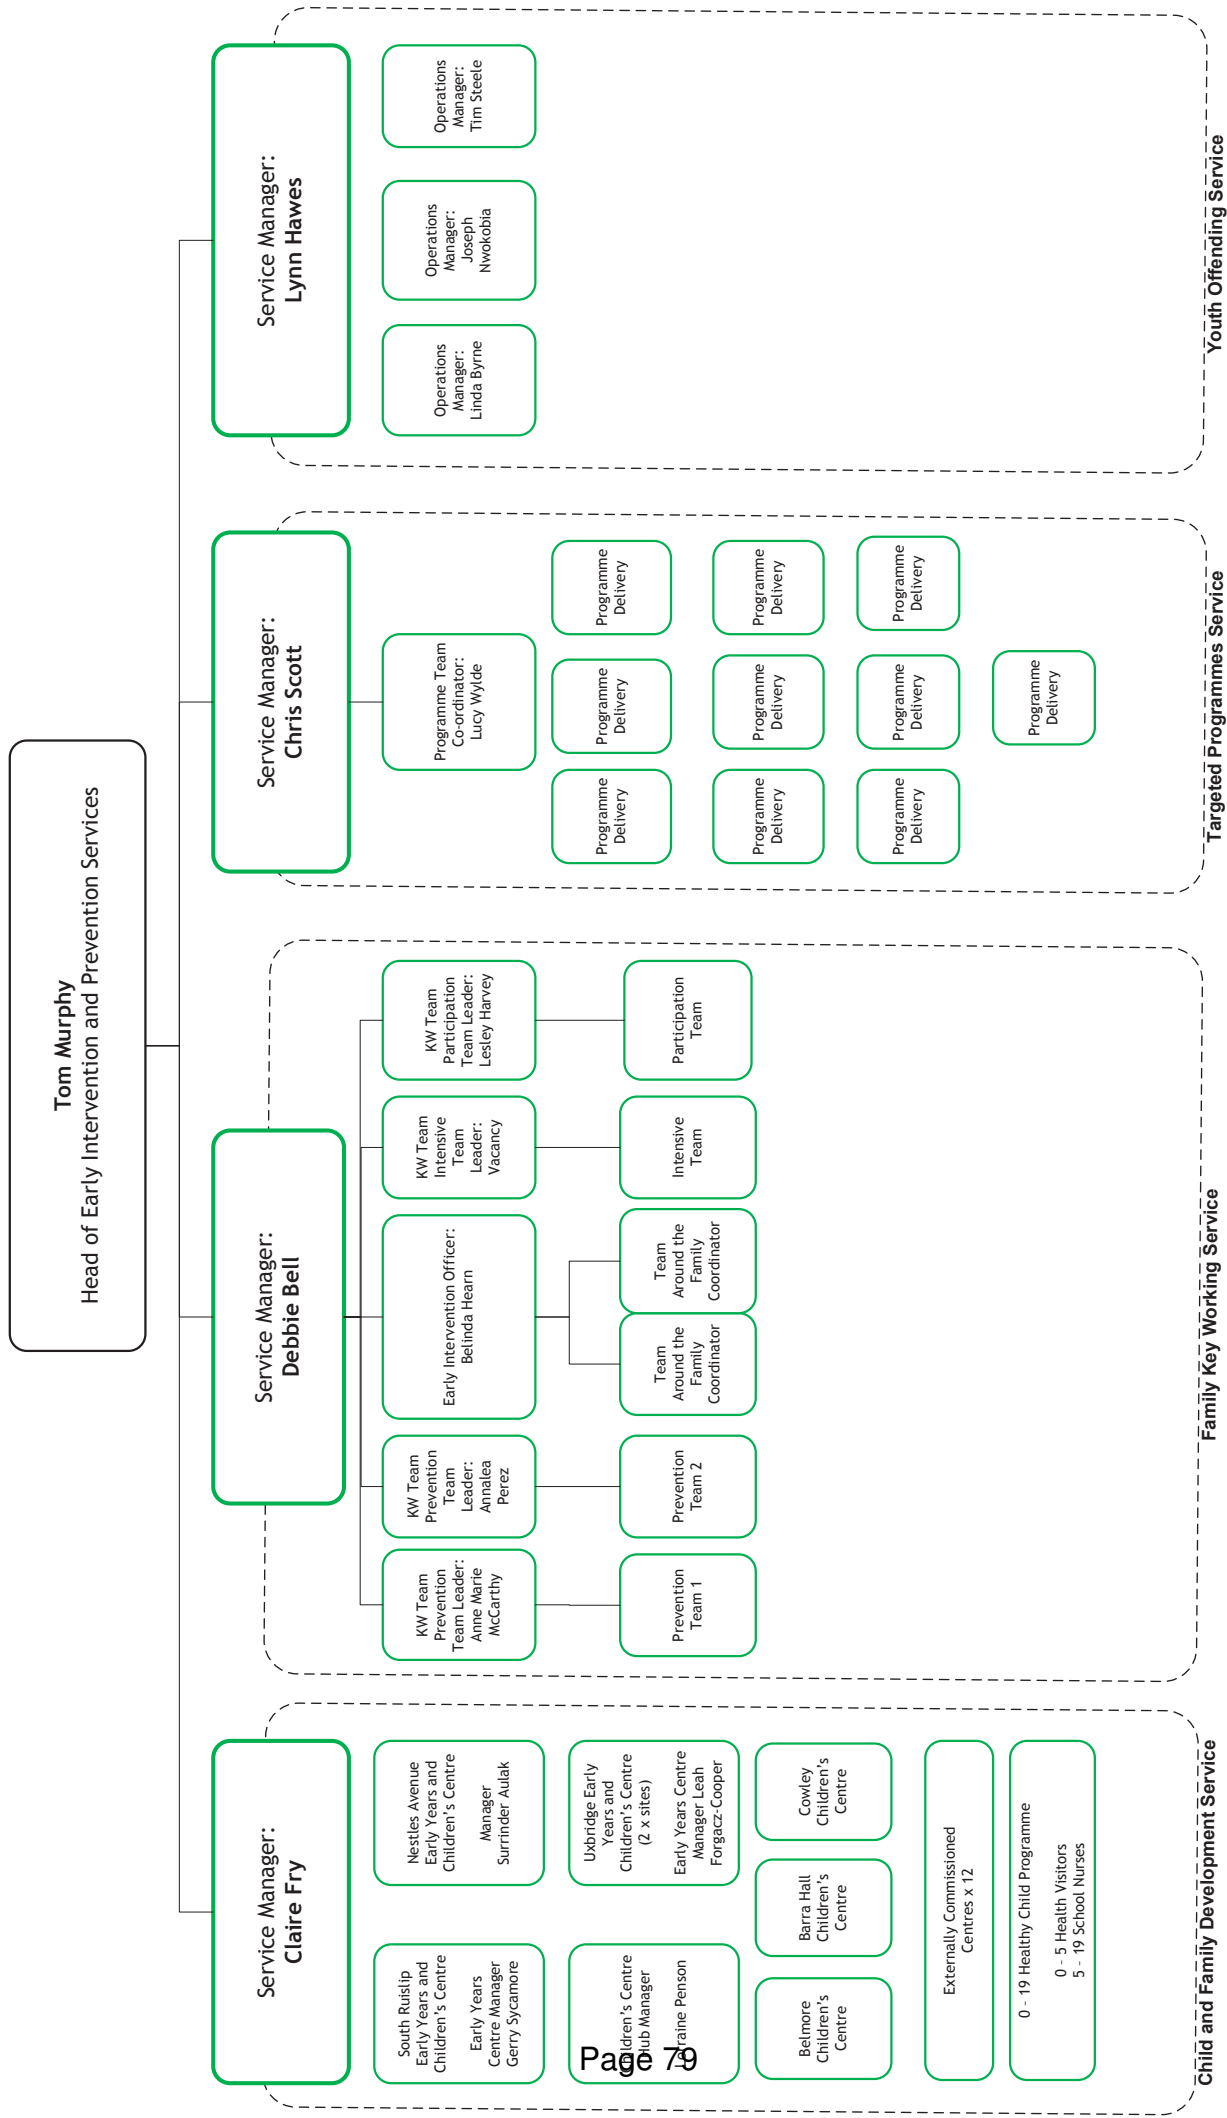 Tom Murphy
Head of Early Intervention and Prevention Services
Service Manager:
Claire Fry
South Ruislip
Early Years and
Children's Centre
Early Years
Centre Manager
Gerry Sycamore
Nestles Avenue
Early Years and
Children's Centre
Manager
Surrinder Aulak
Children's Centre
Hub Manager
Lorraine Penson
Uxbridge Early
Years and
Children's Centre
(2 x sites)
Early Years Centre
Manager Leah
Forgacz-Cooper
Belmore
Children's
Centre
Barra Hall
Children's
Centre
Cowley
Children's
Centre
Externally Commissioned
Centres x 12
0 - 19 Healthy Child Programme
0 - 5 Health Visitors
5 - 19 School Nurses
Child and Family Development Service
Service Manager:
Debbie Bell
KW Team
Prevention
Team Leader:
Anne Marie
McCarthy
KW Team
Prevention
Team
Leader:
Annalea
Perez
Early Intervention Officer:
Belinda Hearn
KW Team
Intensive
Team
Leader:
Vacancy
KW Team
Participation
Team Leader:
Lesley Harvey
Prevention
Team 1
Prevention
Team 2
Team
Around the
Family
Coordinator
Team
Around the
Family
Coordinator
Intensive
Team
Participation
Team
Family Key Working Service
Service Manager:
Chris Scott
Programme Team
Co-ordinator:
Lucy Wylde
Programme
Delivery
Programme
Delivery
Programme
Delivery
Programme
Delivery
Programme
Delivery
Programme
Delivery
Programme
Delivery
Programme
Delivery
Programme
Delivery
Programme
Delivery
Targeted Programmes Service
Service Manager:
Lynn Hawes
Operations
Manager:
Linda Byrne
Operations
Manager:
Joseph
Nwokobia
Operations
Manager:
Tim Steele
Youth Offending Service
Page 79